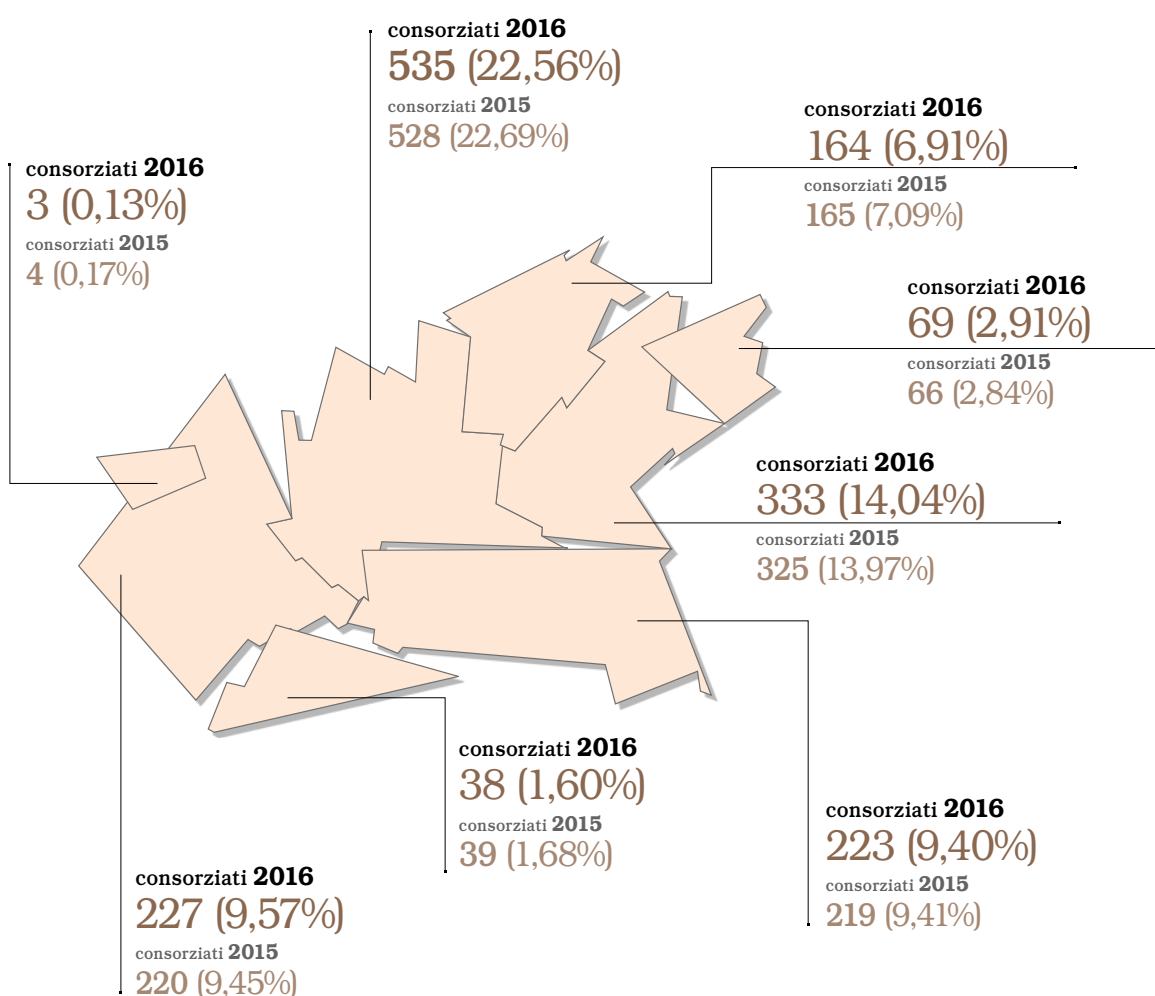 consorziati 2016
535 (22,56%)
consorziati 2015
528 (22,69%)
consorziati 2016
164 (6,91%)
consorziati 2015
165 (7,09%)
consorziati 2016
3 (0,13%)
consorziati 2015
4 (0,17%)
consorziati 2016
69 (2,91%)
consorziati 2015
66 (2,84%)
consorziati 2016
333 (14,04%)
consorziati 2015
325 (13,97%)
consorziati 2016
38 (1,60%)
consorziati 2015
39 (1,68%)
consorziati 2016
223 (9,40%)
consorziati 2015
219 (9,41%)
consorziati 2016
227 (9,57%)
consorziati 2015
220 (9,45%)